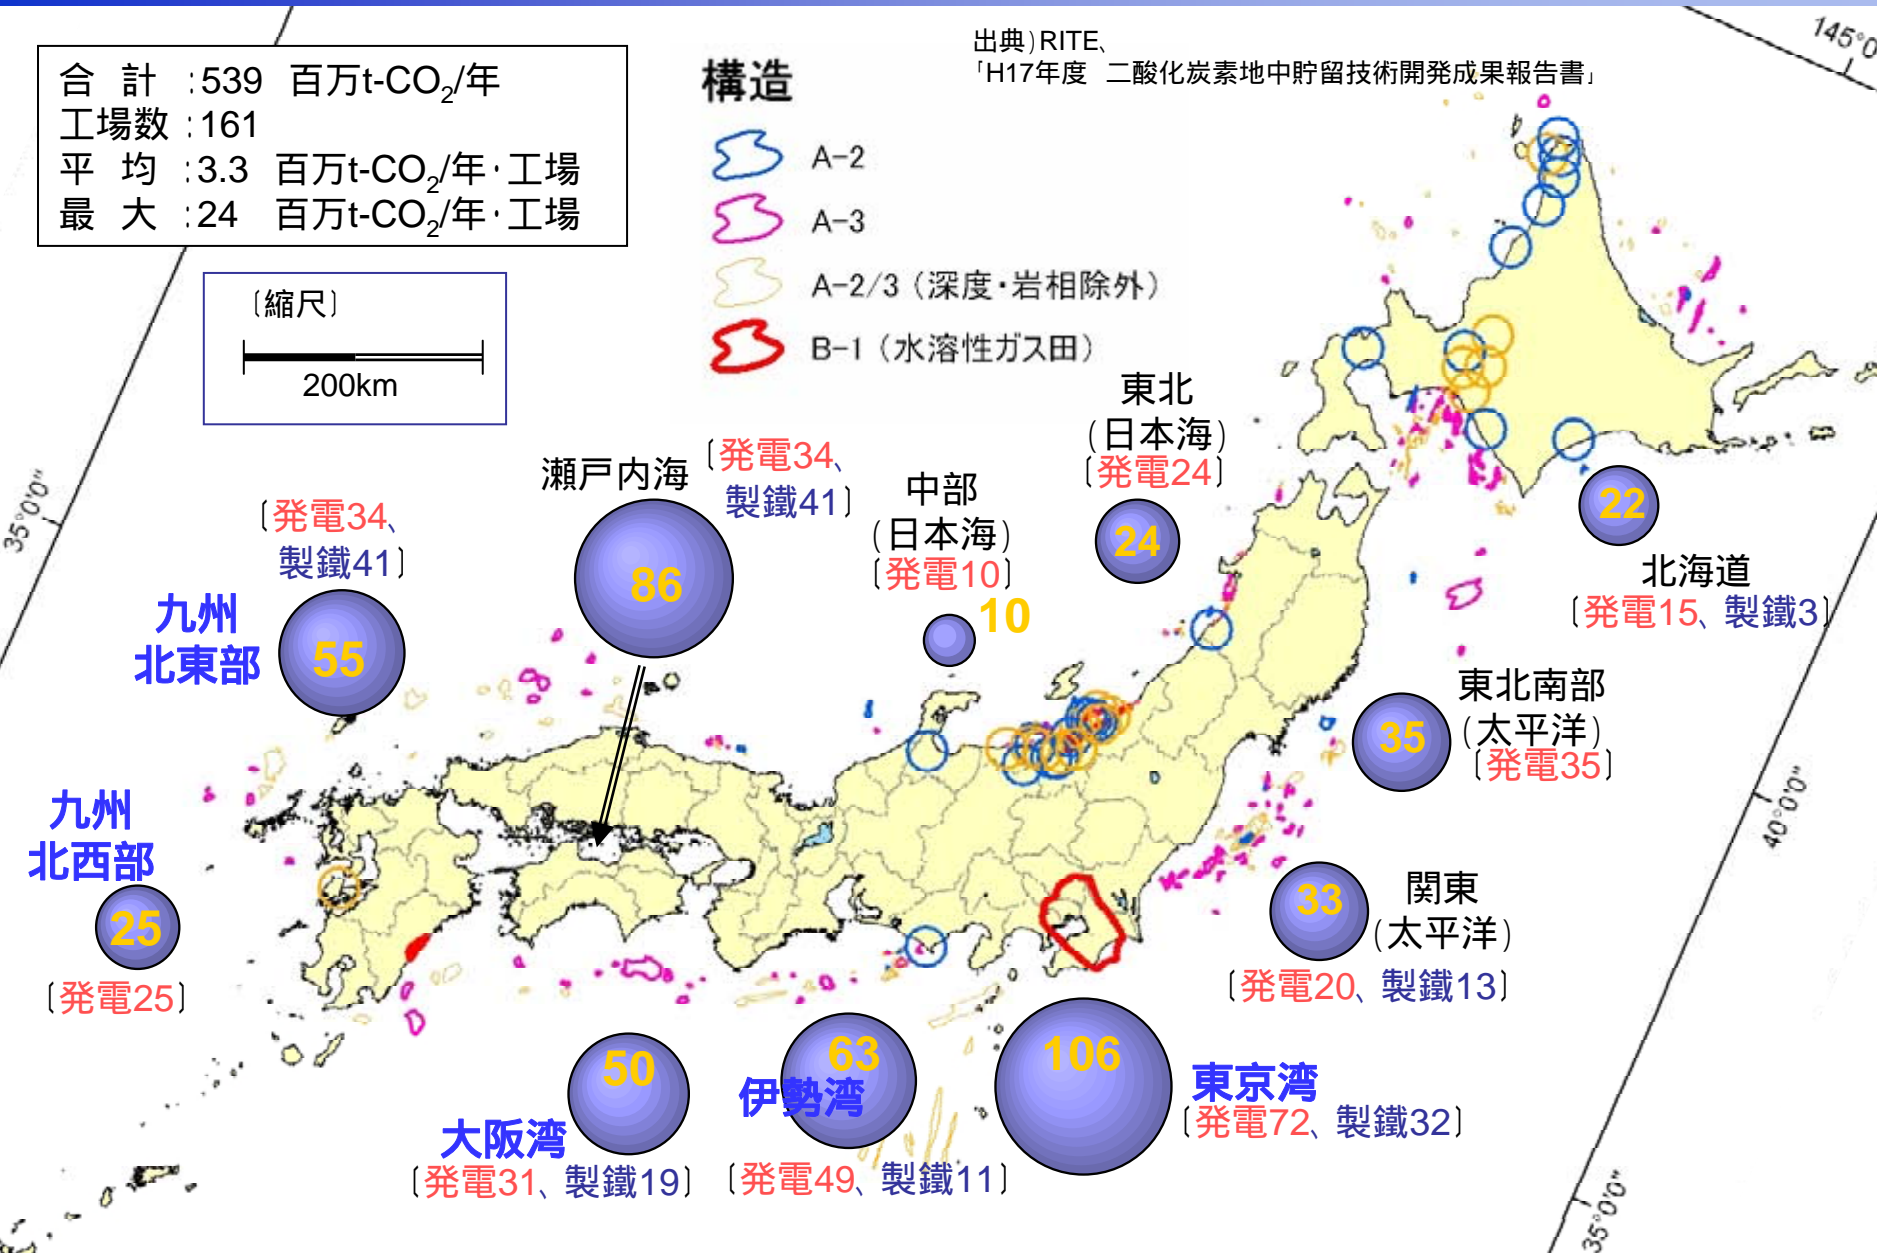 合 計 :539 百万t-CO2/年
工場数 :161
平 均 :3.3 百万t-CO2/年・工場
最 大 :24 百万t-CO2/年・工場
〔縮尺〕
200km
構造
A-2
A-3
A-2/3（深度・岩相除外）
B-1（水溶性ガス田）
出典)RITE、
「H17年度 二酸化炭素地中貯留技術開発成果報告書」
145°0
35°0'0"
40°0'0"
35°0'0"
九州
北東部
55
〔発電34、
製鐵41〕
瀬戸内海
〔発電34、
製鐵41〕
86
中部
(日本海)
〔発電10〕
10
東北
(日本海)
〔発電24〕
24
22
北海道
〔発電15、製鐵3〕
東北南部
(太平洋)
〔発電35〕
35
関東
(太平洋)
33
〔発電20、製鐵13〕
九州
北西部
25
〔発電25〕
50
大阪湾
〔発電31、製鐵19〕
63
伊勢湾
〔発電49、製鐵11〕
106
東京湾
〔発電72、製鐵32〕